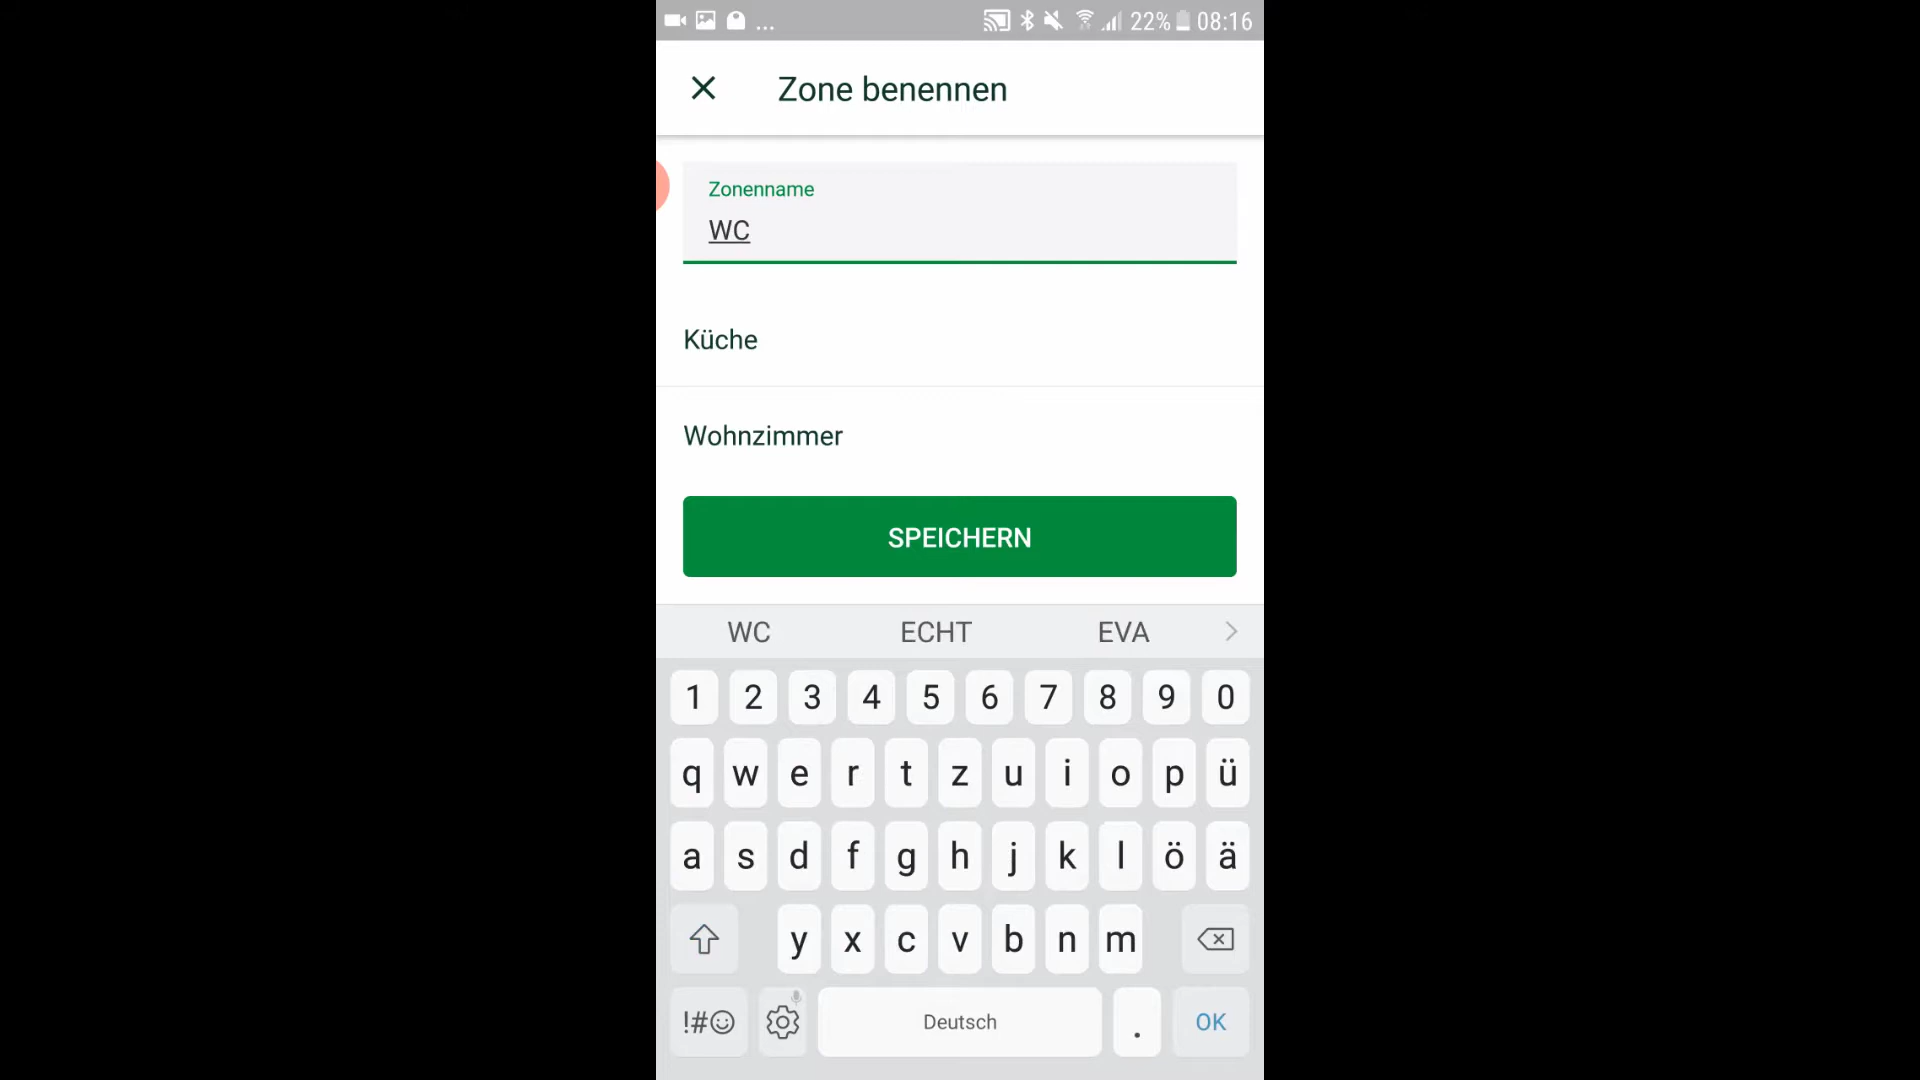 ... 22% 08:16
Zone benennen
Zonenname
WC
Küche
Wohnzimmer
SPEICHERN
WC ECHT EVA
1 2 3 4 5 6 7 8 9 0
q w e r t z u i o p ü
a s d f g h j k l ö ä
y x c v b n m
!#☺ Deutsch . OK